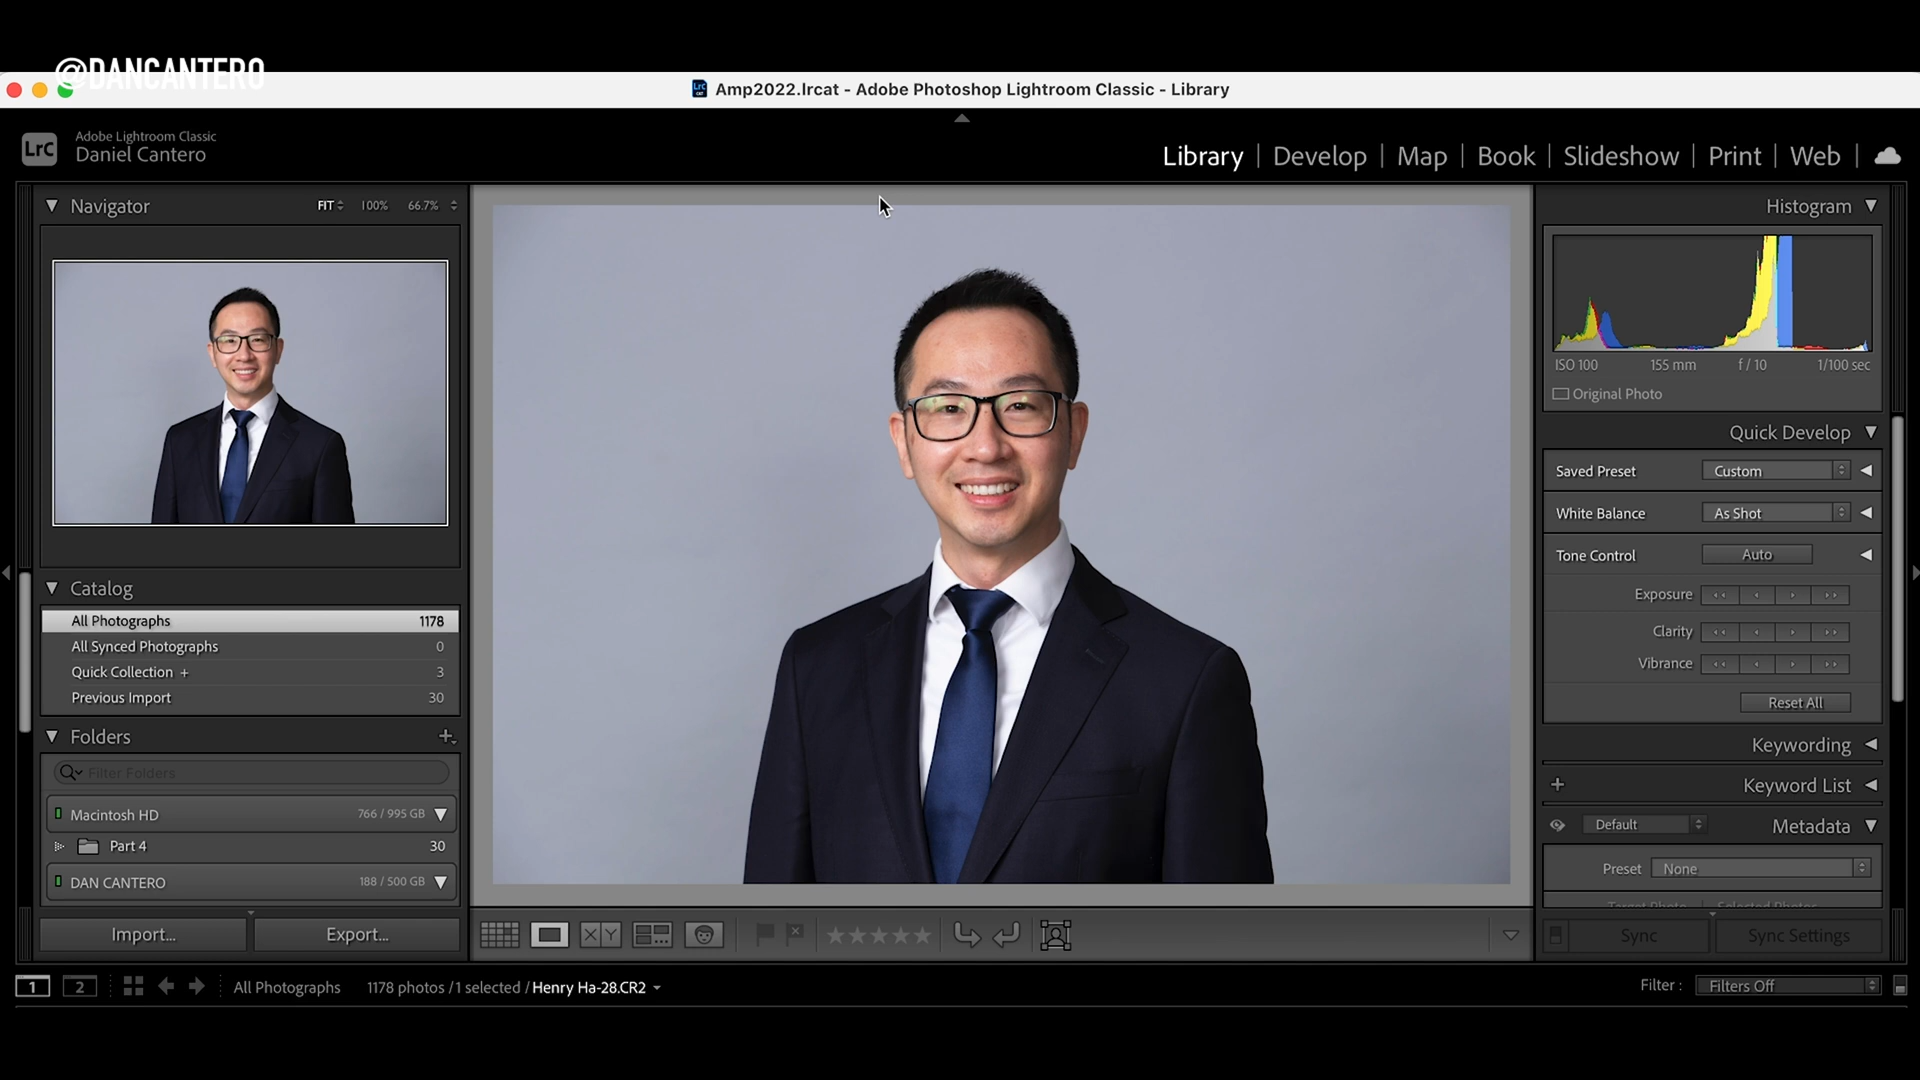 @DANCANTERO
Amp2022.lrcat - Adobe Photoshop Lightroom Classic - Library
LrC
Adobe Lightroom Classic
Daniel Cantero
Library | Develop | Map | Book | Slideshow | Print | Web |
Navigator
FIT 100% 66.7%
Catalog
All Photographs 1178
All Synced Photographs 0
Quick Collection + 3
Previous Import 30
Folders +
Filter Folders
Macintosh HD 766 / 995 GB
Part 4 30
DAN CANTERO 188 / 500 GB
Import... Export...
Histogram
ISO 100 155 mm f / 10 1/100 sec
Original Photo
Quick Develop
Saved Preset Custom
White Balance As Shot
Tone Control Auto
Exposure
Clarity
Vibrance
Reset All
Keywording
+ Keyword List
Default Metadata
Preset None
Target Photo Selected Photos
Sync Sync Settings
X Y
1 2 All Photographs 1178 photos / 1 selected / Henry Ha-28.CR2
Filter : Filters Off